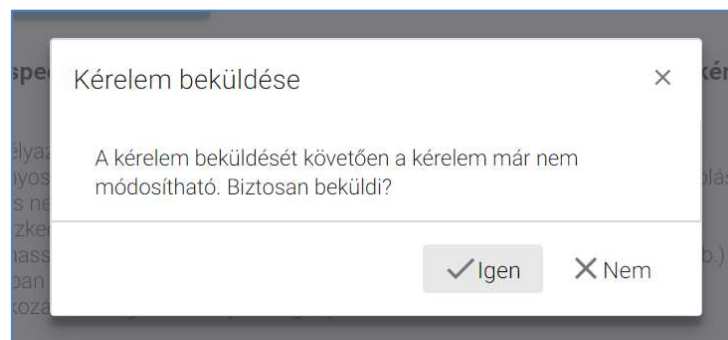 Kérelem beküldése
A kérelem beküldését követően a kérelem már nem
módosítható. Biztosan beküldi?
Igen
Nem